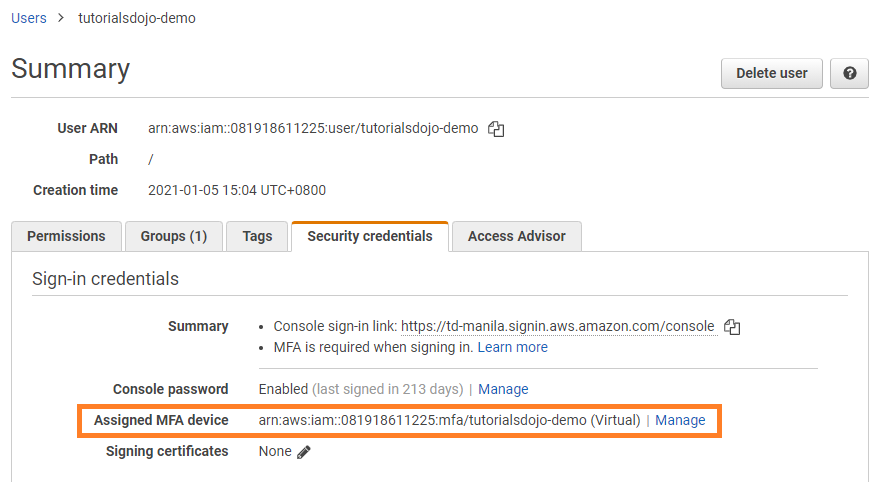 Users > tutorialsdojo-demo
Summary
Delete user
User ARN arn:aws:iam::081918611225:user/tutorialsdojo-demo
Path /
Creation time 2021-01-05 15:04 UTC+0800
Permissions Groups (1) Tags Security credentials Access Advisor
Sign-in credentials
Summary • Console sign-in link: https://td-manila.signin.aws.amazon.com/console
• MFA is required when signing in. Learn more
Console password Enabled (last signed in 213 days) | Manage
Assigned MFA device arn:aws:iam::081918611225:mfa/tutorialsdojo-demo (Virtual) | Manage
Signing certificates None